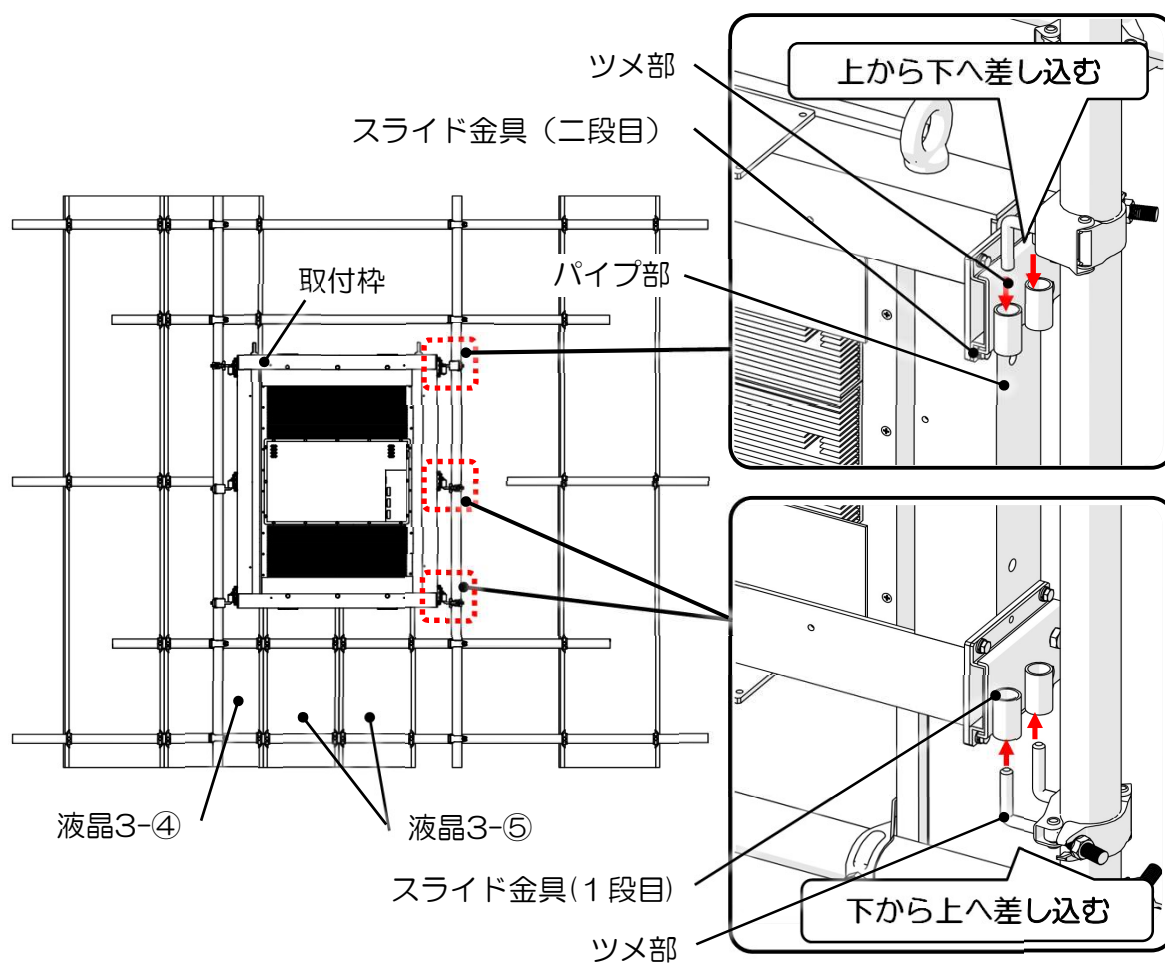 ツメ部
上から下へ差し込む
スライド金具（二段目）
パイプ部
取付枠
液晶3-④
液晶3-⑤
スライド金具(１段目)
下から上へ差し込む
ツメ部